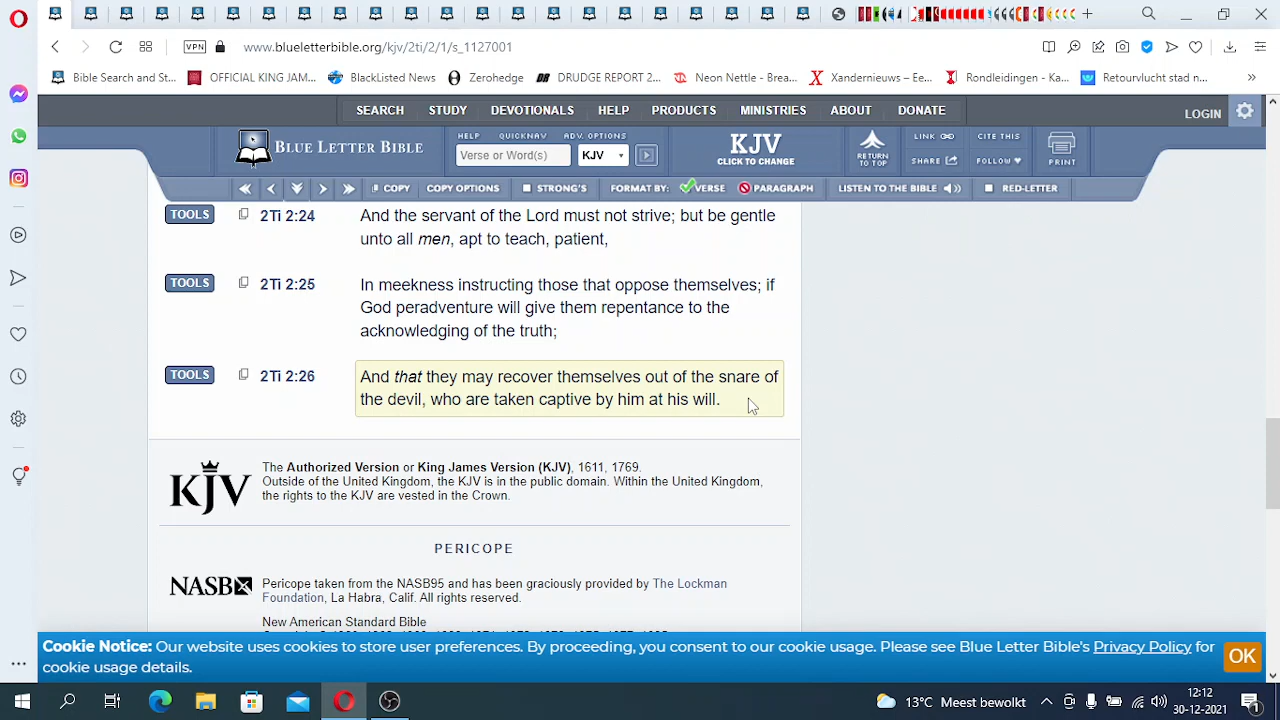 www.blueletterbible.org/kjv/2ti/2/1/s_1127001
VPN
Bible Search and St...
OFFICIAL KING JAM...
BlackListed News
Zerohedge
DRUDGE REPORT 2...
Neon Nettle - Brea...
Xandernieuws – Ee...
Rondleidingen - Ka...
Retourvlucht stad n...
SEARCH STUDY DEVOTIONALS HELP PRODUCTS MINISTRIES ABOUT DONATE
LOGIN
BLUE LETTER BIBLE
HELP QUICKNAV ADV. OPTIONS
Verse or Word(s) KJV
KJV
CLICK TO CHANGE
RETURN
TO TOP
LINK CITE THIS
SHARE FOLLOW
PRINT
COPY COPY OPTIONS STRONG'S FORMAT BY: VERSE PARAGRAPH LISTEN TO THE BIBLE RED-LETTER
TOOLS 2Ti 2:24 And the servant of the Lord must not strive; but be gentle
unto all men, apt to teach, patient,
TOOLS 2Ti 2:25 In meekness instructing those that oppose themselves; if
God peradventure will give them repentance to the
acknowledging of the truth;
TOOLS 2Ti 2:26 And that they may recover themselves out of the snare of
the devil, who are taken captive by him at his will.
KJV
The Authorized Version or King James Version (KJV), 1611, 1769.
Outside of the United Kingdom, the KJV is in the public domain. Within the United Kingdom,
the rights to the KJV are vested in the Crown.
PERICOPE
NASB
Pericope taken from the NASB95 and has been graciously provided by The Lockman
Foundation, La Habra, Calif. All rights reserved.
New American Standard Bible
Cookie Notice: Our website uses cookies to store user preferences. By proceeding, you consent to our cookie usage. Please see Blue Letter Bible's Privacy Policy for
cookie usage details.
OK
13°C Meest bewolkt
12:12
30-12-2021
1